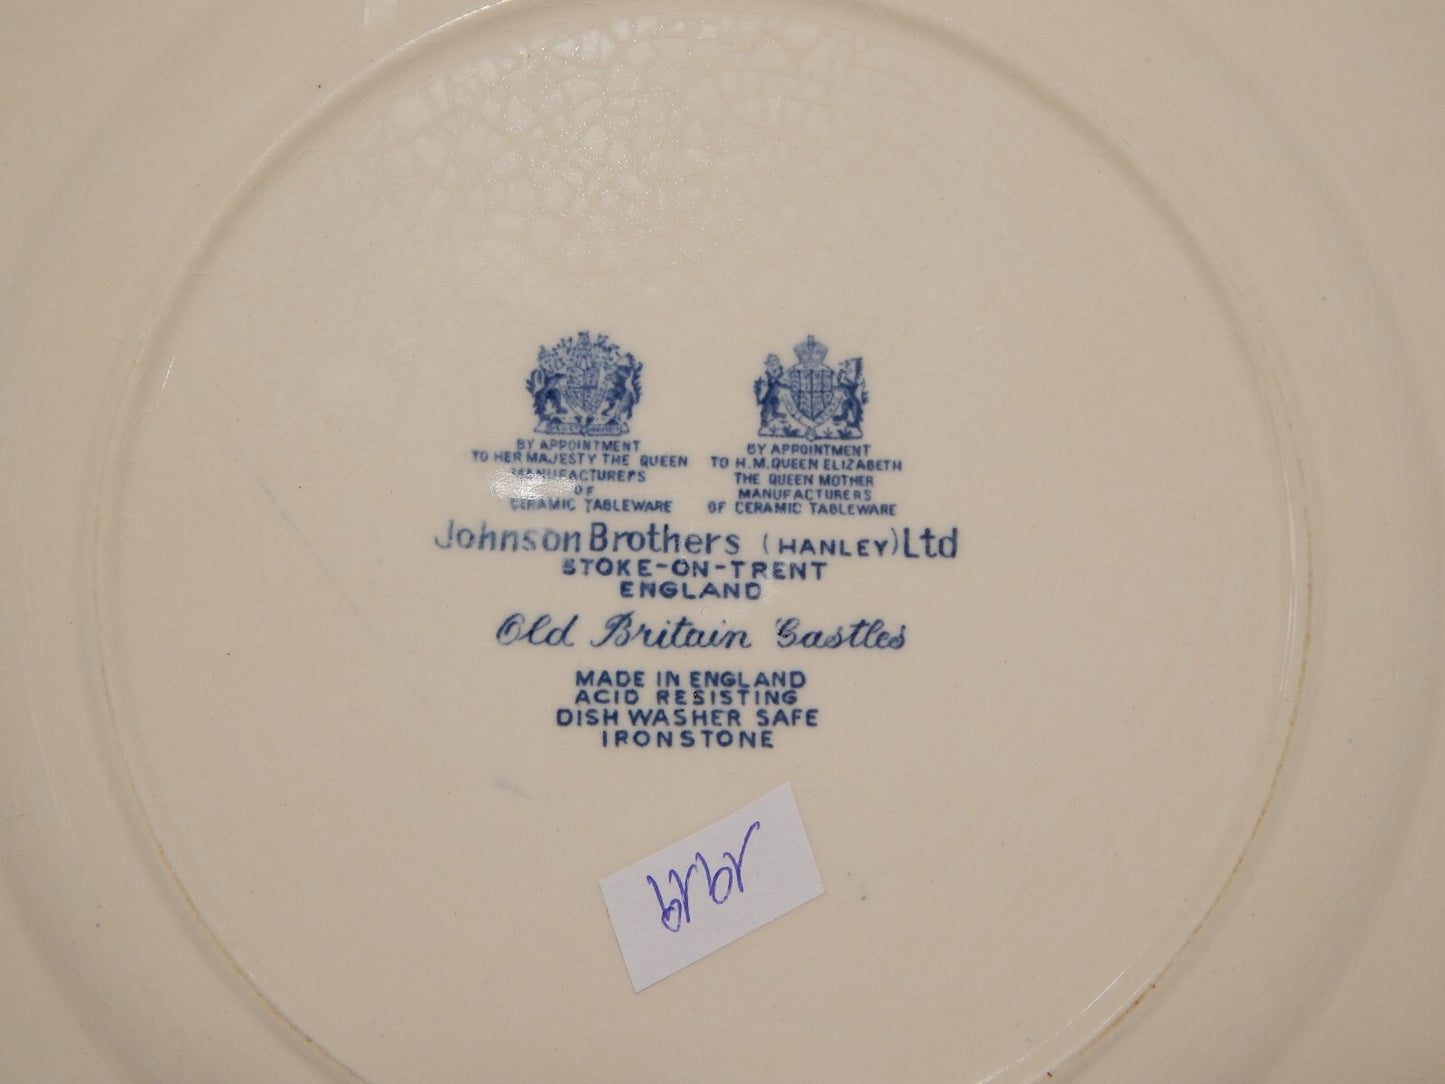 BY APPOINTMENT
TO HER MAJESTY THE QUEEN
MANUFACTURERS
OF
CERAMIC TABLEWARE
BY APPOINTMENT
TO H.M. QUEEN ELIZABETH
THE QUEEN MOTHER
MANUFACTURERS
OF CERAMIC TABLEWARE
Johnson Brothers (HANLEY) Ltd
STOKE-ON-TRENT
ENGLAND
Old Britain Castles
MADE IN ENGLAND
ACID RESISTING
DISH WASHER SAFE
IRONSTONE